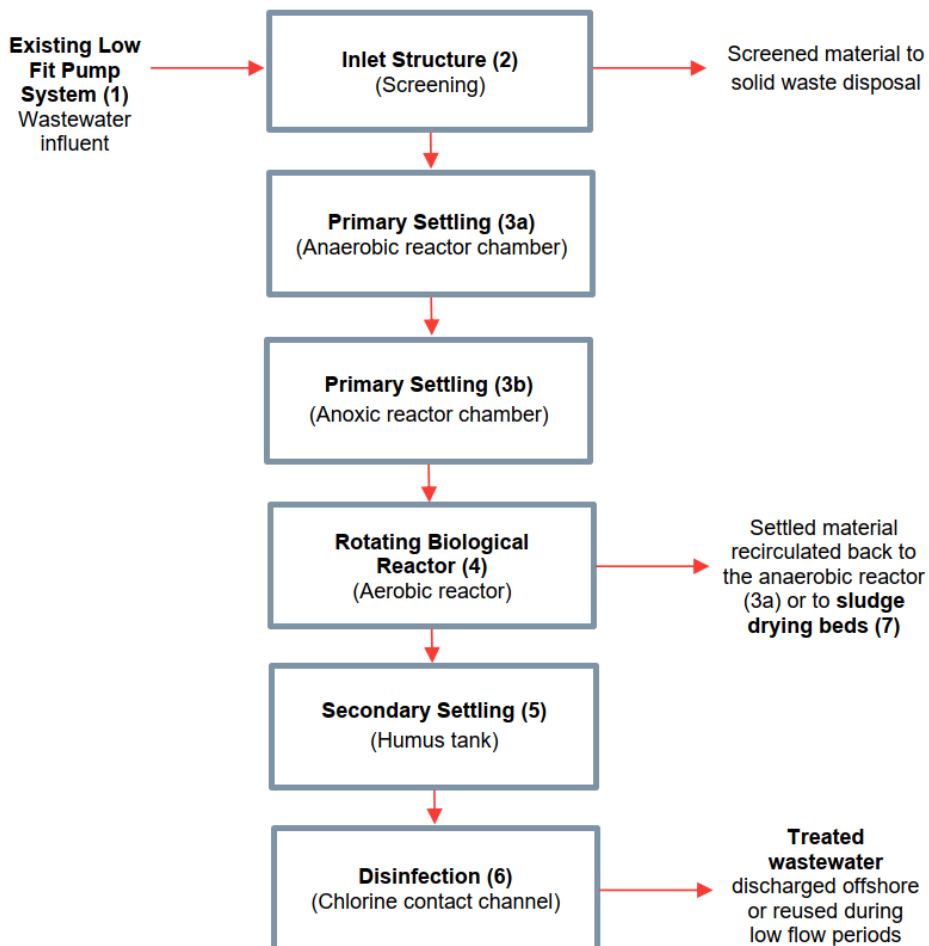 Existing Low
Fit Pump
System (1)
Wastewater
influent
Inlet Structure (2)
(Screening)
Screened material to
solid waste disposal
Primary Settling (3a)
(Anaerobic reactor chamber)
Primary Settling (3b)
(Anoxic reactor chamber)
Rotating Biological
Reactor (4)
(Aerobic reactor)
Settled material
recirculated back to
the anaerobic reactor
(3a) or to sludge
drying beds (7)
Secondary Settling (5)
(Humus tank)
Disinfection (6)
(Chlorine contact channel)
Treated
wastewater
discharged offshore
or reused during
low flow periods